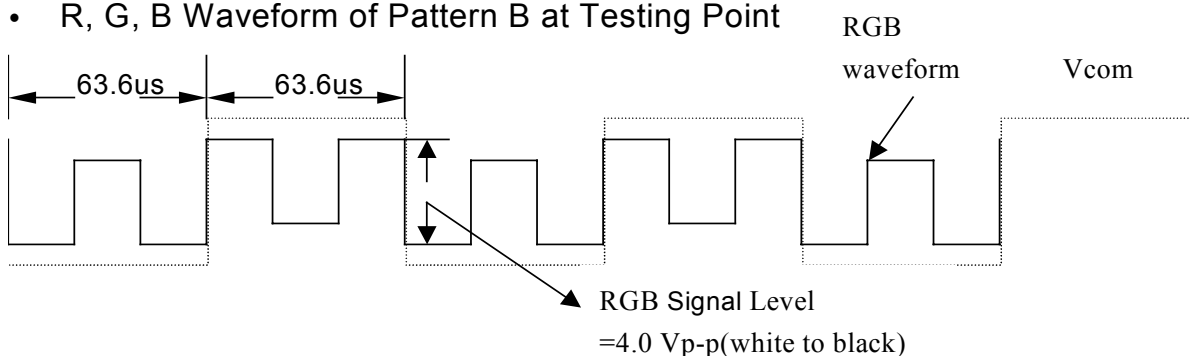 • R, G, B Waveform of Pattern B at Testing Point
RGB
waveform
Vcom
63.6us
63.6us
RGB Signal Level
=4.0 Vp-p(white to black)